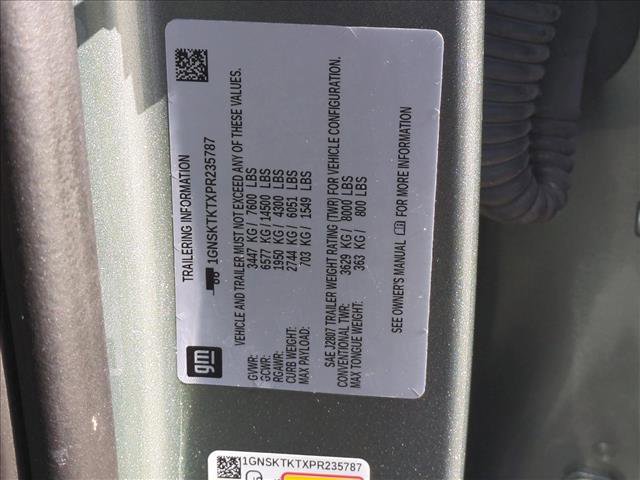 TRAILERING INFORMATION
1GNSKTKTXPR235787
VEHICLE AND TRAILER MUST NOT EXCEED ANY OF THESE VALUES.
GVWR: 3447 KG / 7600 LBS
GCWR: 6577 KG / 14500 LBS
RGAWR: 1950 KG / 4300 LBS
CURB WEIGHT: 2744 KG / 6051 LBS
MAX PAYLOAD: 703 KG / 1549 LBS
SAE J2807 TRAILER WEIGHT RATING (TWR) FOR VEHICLE CONFIGURATION.
CONVENTIONAL TWR: 3629 KG / 8000 LBS
MAX TONGUE WEIGHT: 363 KG / 800 LBS
SEE OWNER'S MANUAL FOR MORE INFORMATION
gm
1GNSKTKTXPR235787